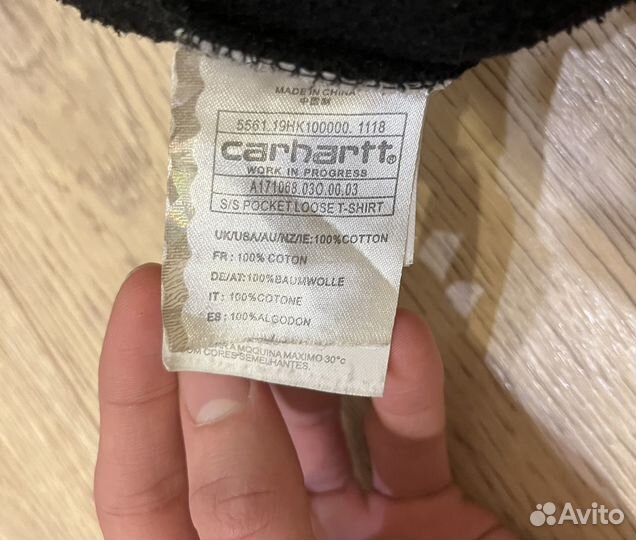 MADE IN CHINA
中国制
5561.19HK100000.1118
carhartt®
WORK IN PROGRESS
A171068.03O.00.03
S/S POCKET LOOSE T-SHIRT
UK/USA/AU/NZ/IE:100%COTTON
FR : 100% COTON
DE/AT:100%BAUMWOLLE
IT : 100%COTONE
ES : 100%ALGODON
MOQUINA MAXIMO 30°c
COM CORES SEMELHANTES.
Avito